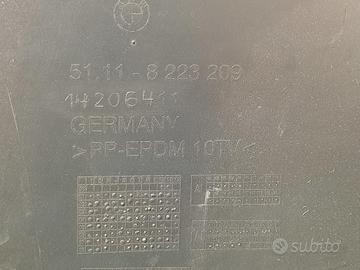 51.11-8 223 209
14206411
GERMANY
>PP-EPDM 10TV<
subito